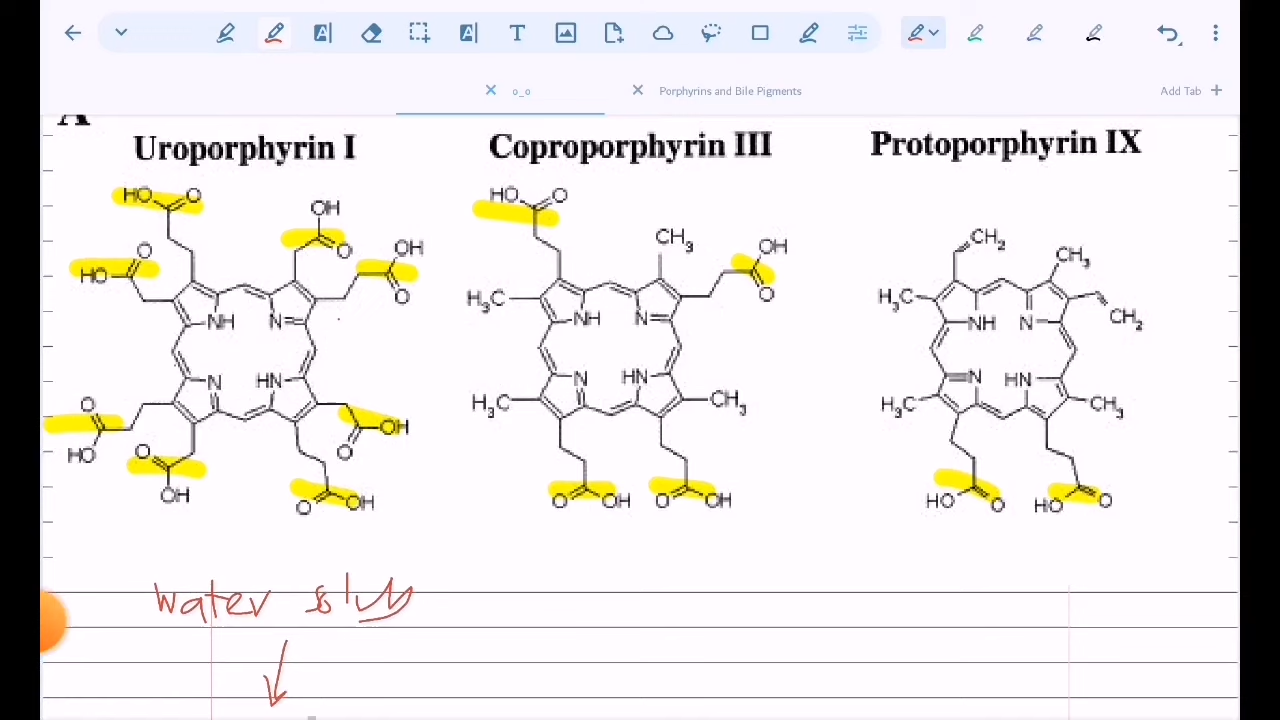 o_o
Porphyrins and Bile Pigments
Add Tab
A
Uroporphyrin I
Coproporphyrin III
Protoporphyrin IX
HO O
OH
O
OH
O
O
HO
NH N
N HN
O
HO
O
OH
OH
O
O
OH
HO O
CH₃
OH
O
H₃C
NH N
N HN
H₃C
CH₃
O OH
O OH
CH₂
CH₃
H₃C
CH₂
NH N
N HN
H₃C
CH₃
HO O
HO O
water